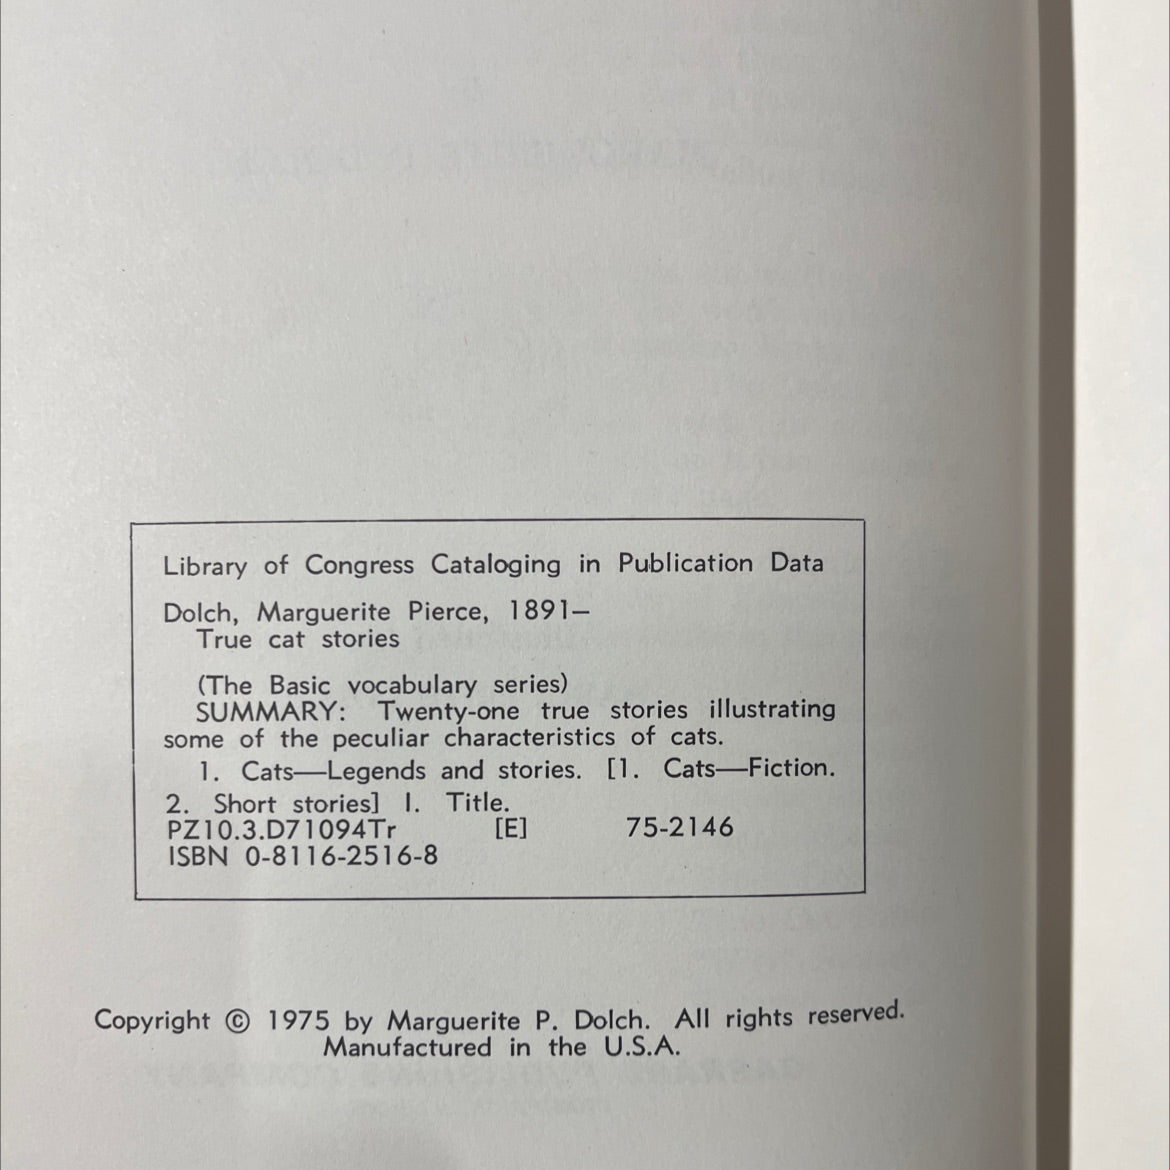 Library of Congress Cataloging in Publication Data
Dolch, Marguerite Pierce, 1891–
True cat stories
(The Basic vocabulary series)
SUMMARY: Twenty-one true stories illustrating
some of the peculiar characteristics of cats.
1. Cats—Legends and stories. [1. Cats—Fiction.
2. Short stories] I. Title.
PZ10.3.D71094Tr [E] 75-2146
ISBN 0-8116-2516-8
Copyright © 1975 by Marguerite P. Dolch. All rights reserved.
Manufactured in the U.S.A.